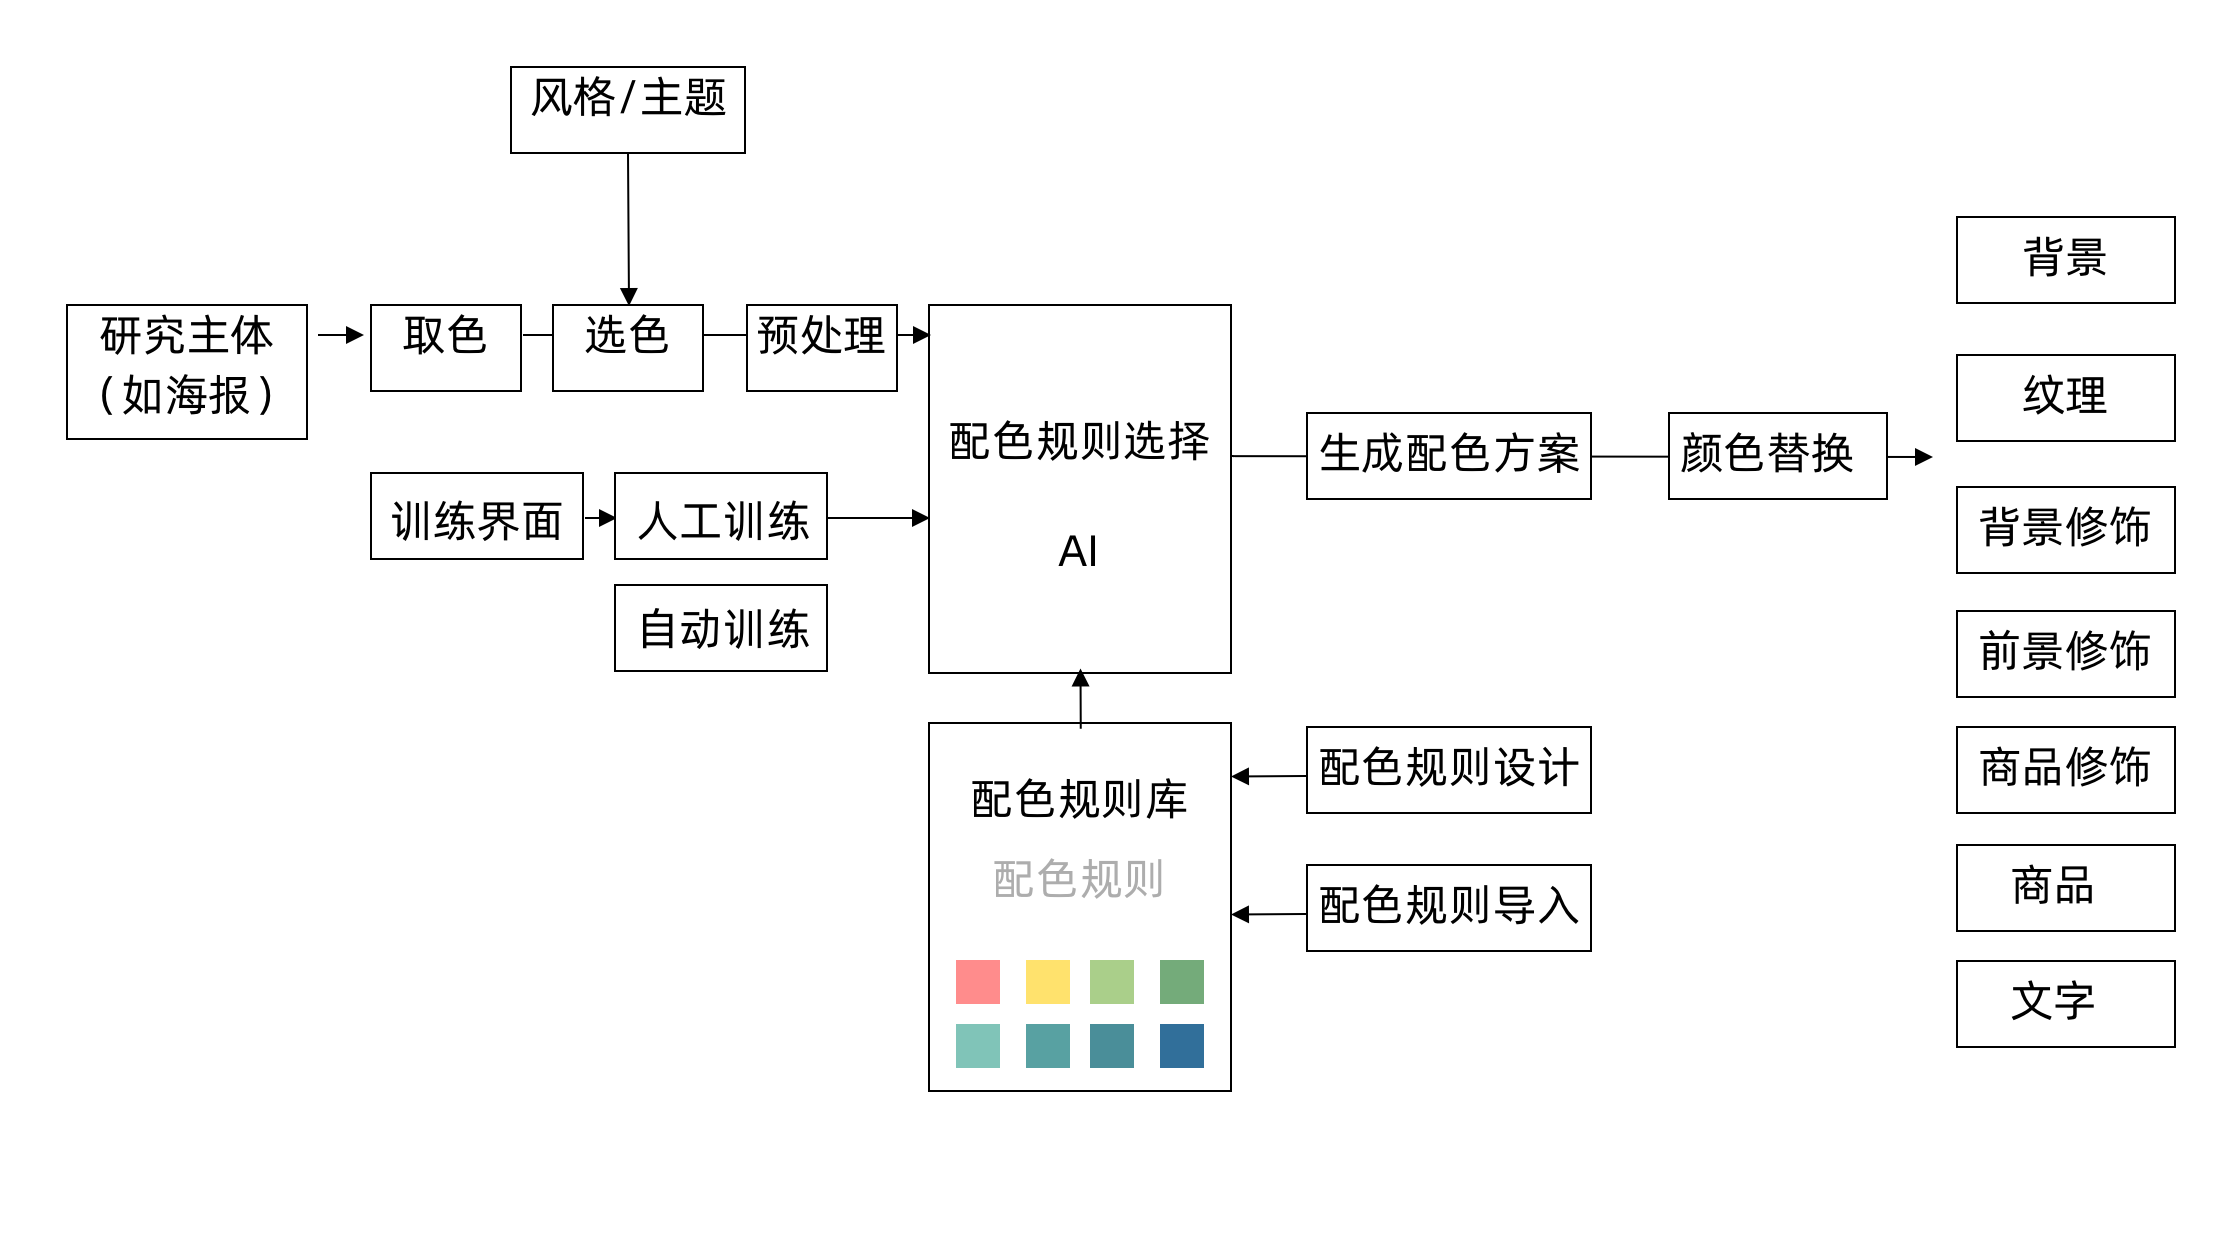 风格/主题
研究主体
(如海报)
取色
选色
预处理
训练界面
人工训练
自动训练
配色规则选择
AI
生成配色方案
颜色替换
配色规则库
配色规则
配色规则设计
配色规则导入
背景
纹理
背景修饰
前景修饰
商品修饰
商品
文字